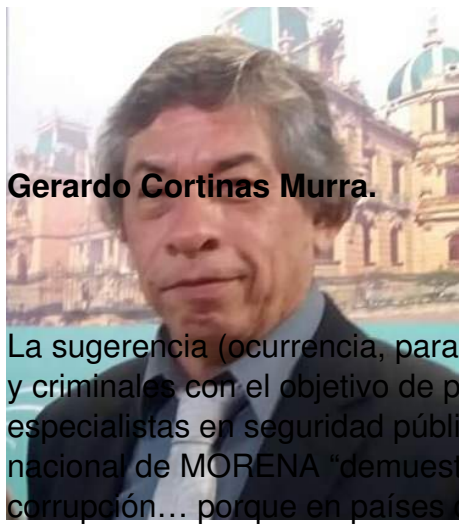 Gerardo Cortinas Murra.
La sugerencia (ocurrencia, para
y criminales con el objetivo de p
especialistas en seguridad públi
nacional de MORENA “demuest
corrupción… porque en países